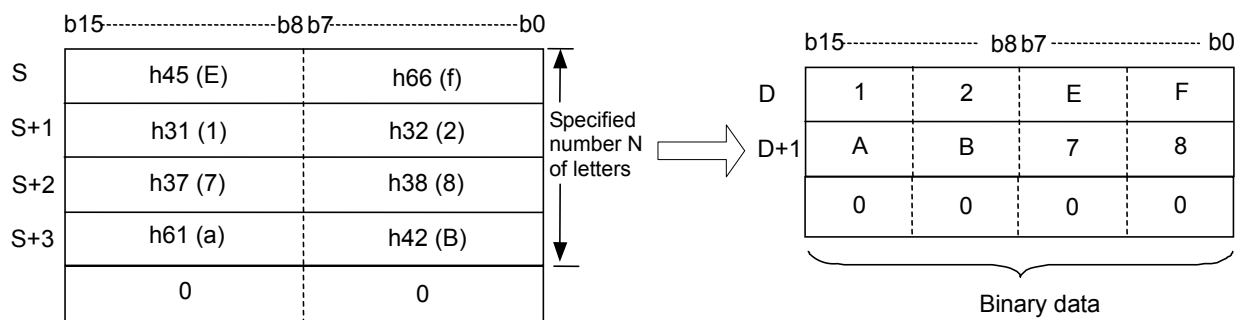 b15 b8 b7 b0
S h45 (E) h66 (f)
S+1 h31 (1) h32 (2)
S+2 h37 (7) h38 (8)
S+3 h61 (a) h42 (B)
0 0
Specified
number N
of letters
b15 b8 b7 b0
D 1 2 E F
D+1 A B 7 8
0 0 0 0
Binary data